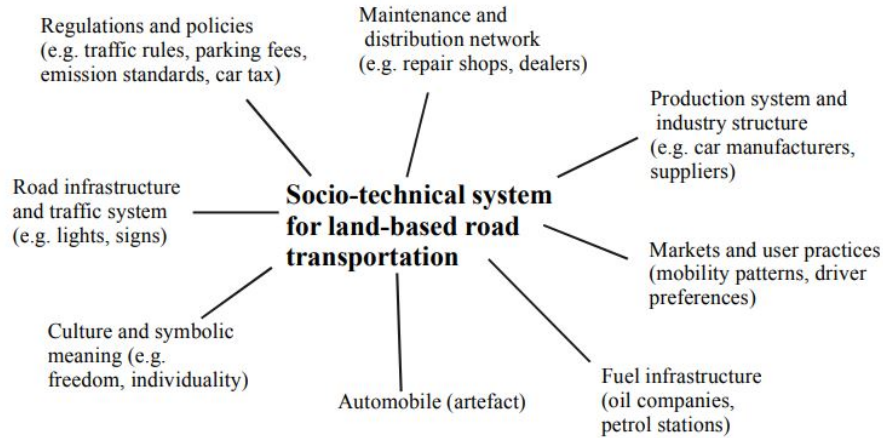 Regulations and policies
(e.g. traffic rules, parking fees,
emission standards, car tax)
Maintenance and
distribution network
(e.g. repair shops, dealers)
Production system and
industry structure
(e.g. car manufacturers,
suppliers)
Road infrastructure
and traffic system
(e.g. lights, signs)
Socio-technical system
for land-based road
transportation
Markets and user practices
(mobility patterns, driver
preferences)
Culture and symbolic
meaning (e.g.
freedom, individuality)
Automobile (artefact)
Fuel infrastructure
(oil companies,
petrol stations)